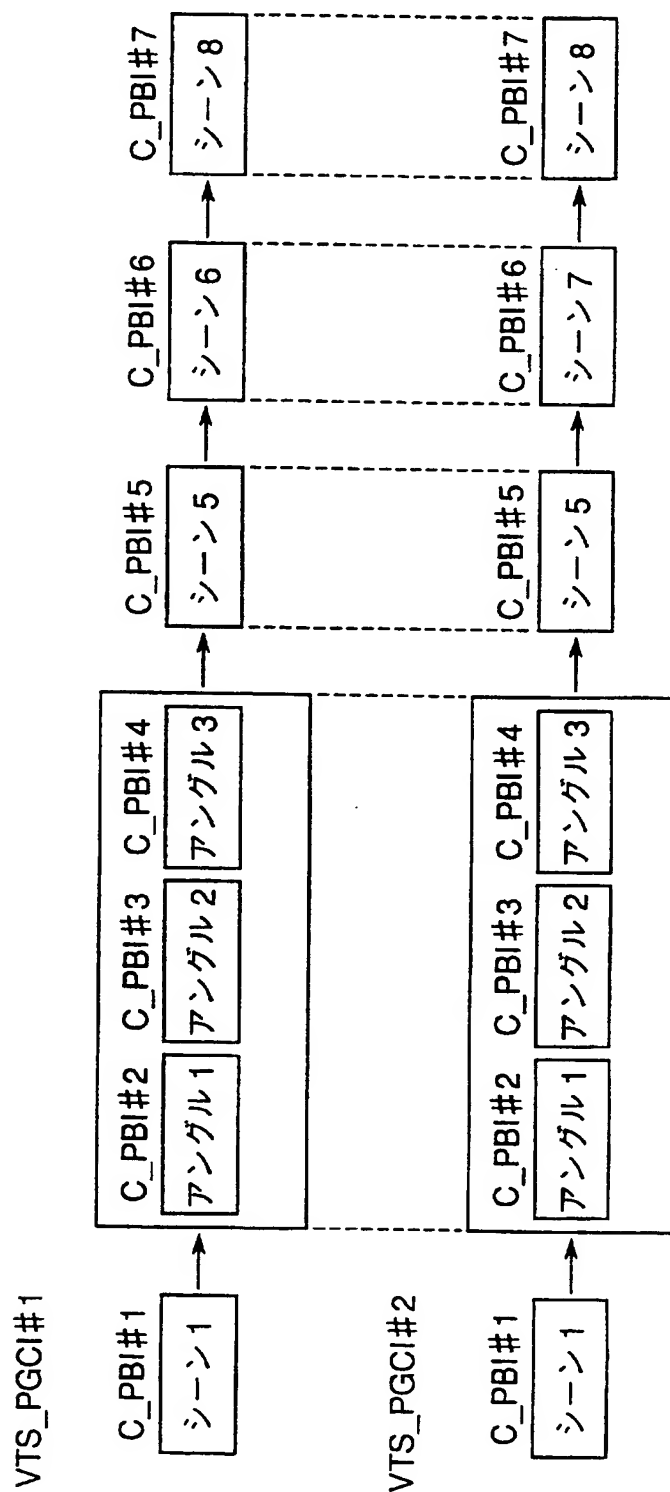 VTS_PGCI#1
C_PBI#1
シーン1
C_PBI#2
アングル1
C_PBI#3
アングル2
C_PBI#4
アングル3
C_PBI#5
シーン5
C_PBI#6
シーン6
C_PBI#7
シーン8
VTS_PGCI#2
C_PBI#1
シーン1
C_PBI#2
アングル1
C_PBI#3
アングル2
C_PBI#4
アングル3
C_PBI#5
シーン5
C_PBI#6
シーン7
C_PBI#7
シーン8